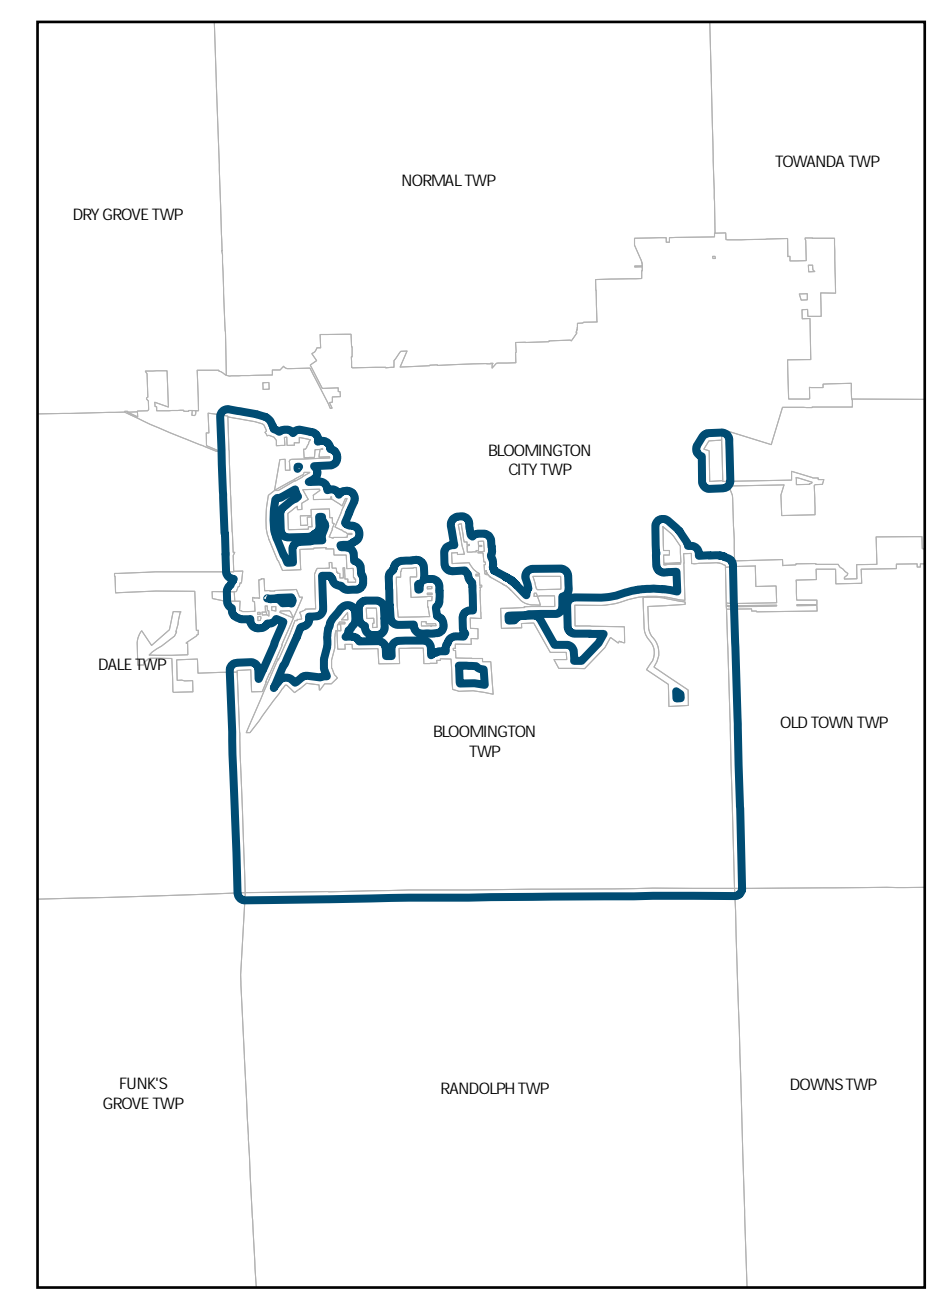 TOWANDA TWP
NORMAL TWP
DRY GROVE TWP
BLOOMINGTON
CITY TWP
DALE TWP
OLD TOWN TWP
BLOOMINGTON
TWP
FUNK'S
GROVE TWP
RANDOLPH TWP
DOWNS TWP